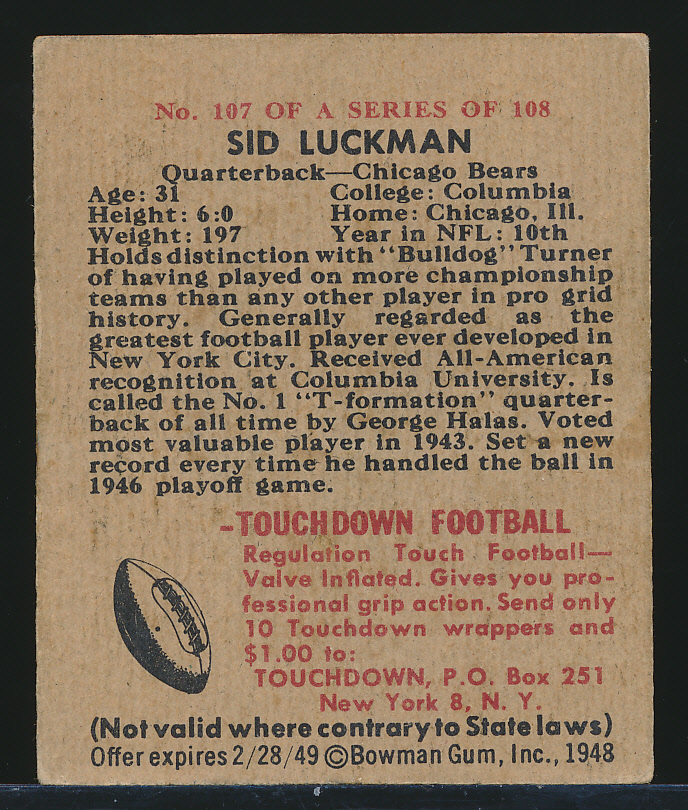 No. 107 OF A SERIES OF 108
SID LUCKMAN
Quarterback—Chicago Bears
Age: 31 College: Columbia
Height: 6:0 Home: Chicago, Ill.
Weight: 197 Year in NFL: 10th
Holds distinction with "Bulldog" Turner
of having played on more championship
teams than any other player in pro grid
history. Generally regarded as the
greatest football player ever developed in
New York City. Received All-American
recognition at Columbia University. Is
called the No. 1 "T-formation" quarter-
back of all time by George Halas. Voted
most valuable player in 1943. Set a new
record every time he handled the ball in
1946 playoff game.
-TOUCHDOWN FOOTBALL
Regulation Touch Football—
Valve Inflated. Gives you pro-
fessional grip action. Send only
10 Touchdown wrappers and
$1.00 to:
TOUCHDOWN, P.O. Box 251
New York 8, N. Y.
(Not valid where contrary to State laws)
Offer expires 2/28/49 ©Bowman Gum, Inc., 1948